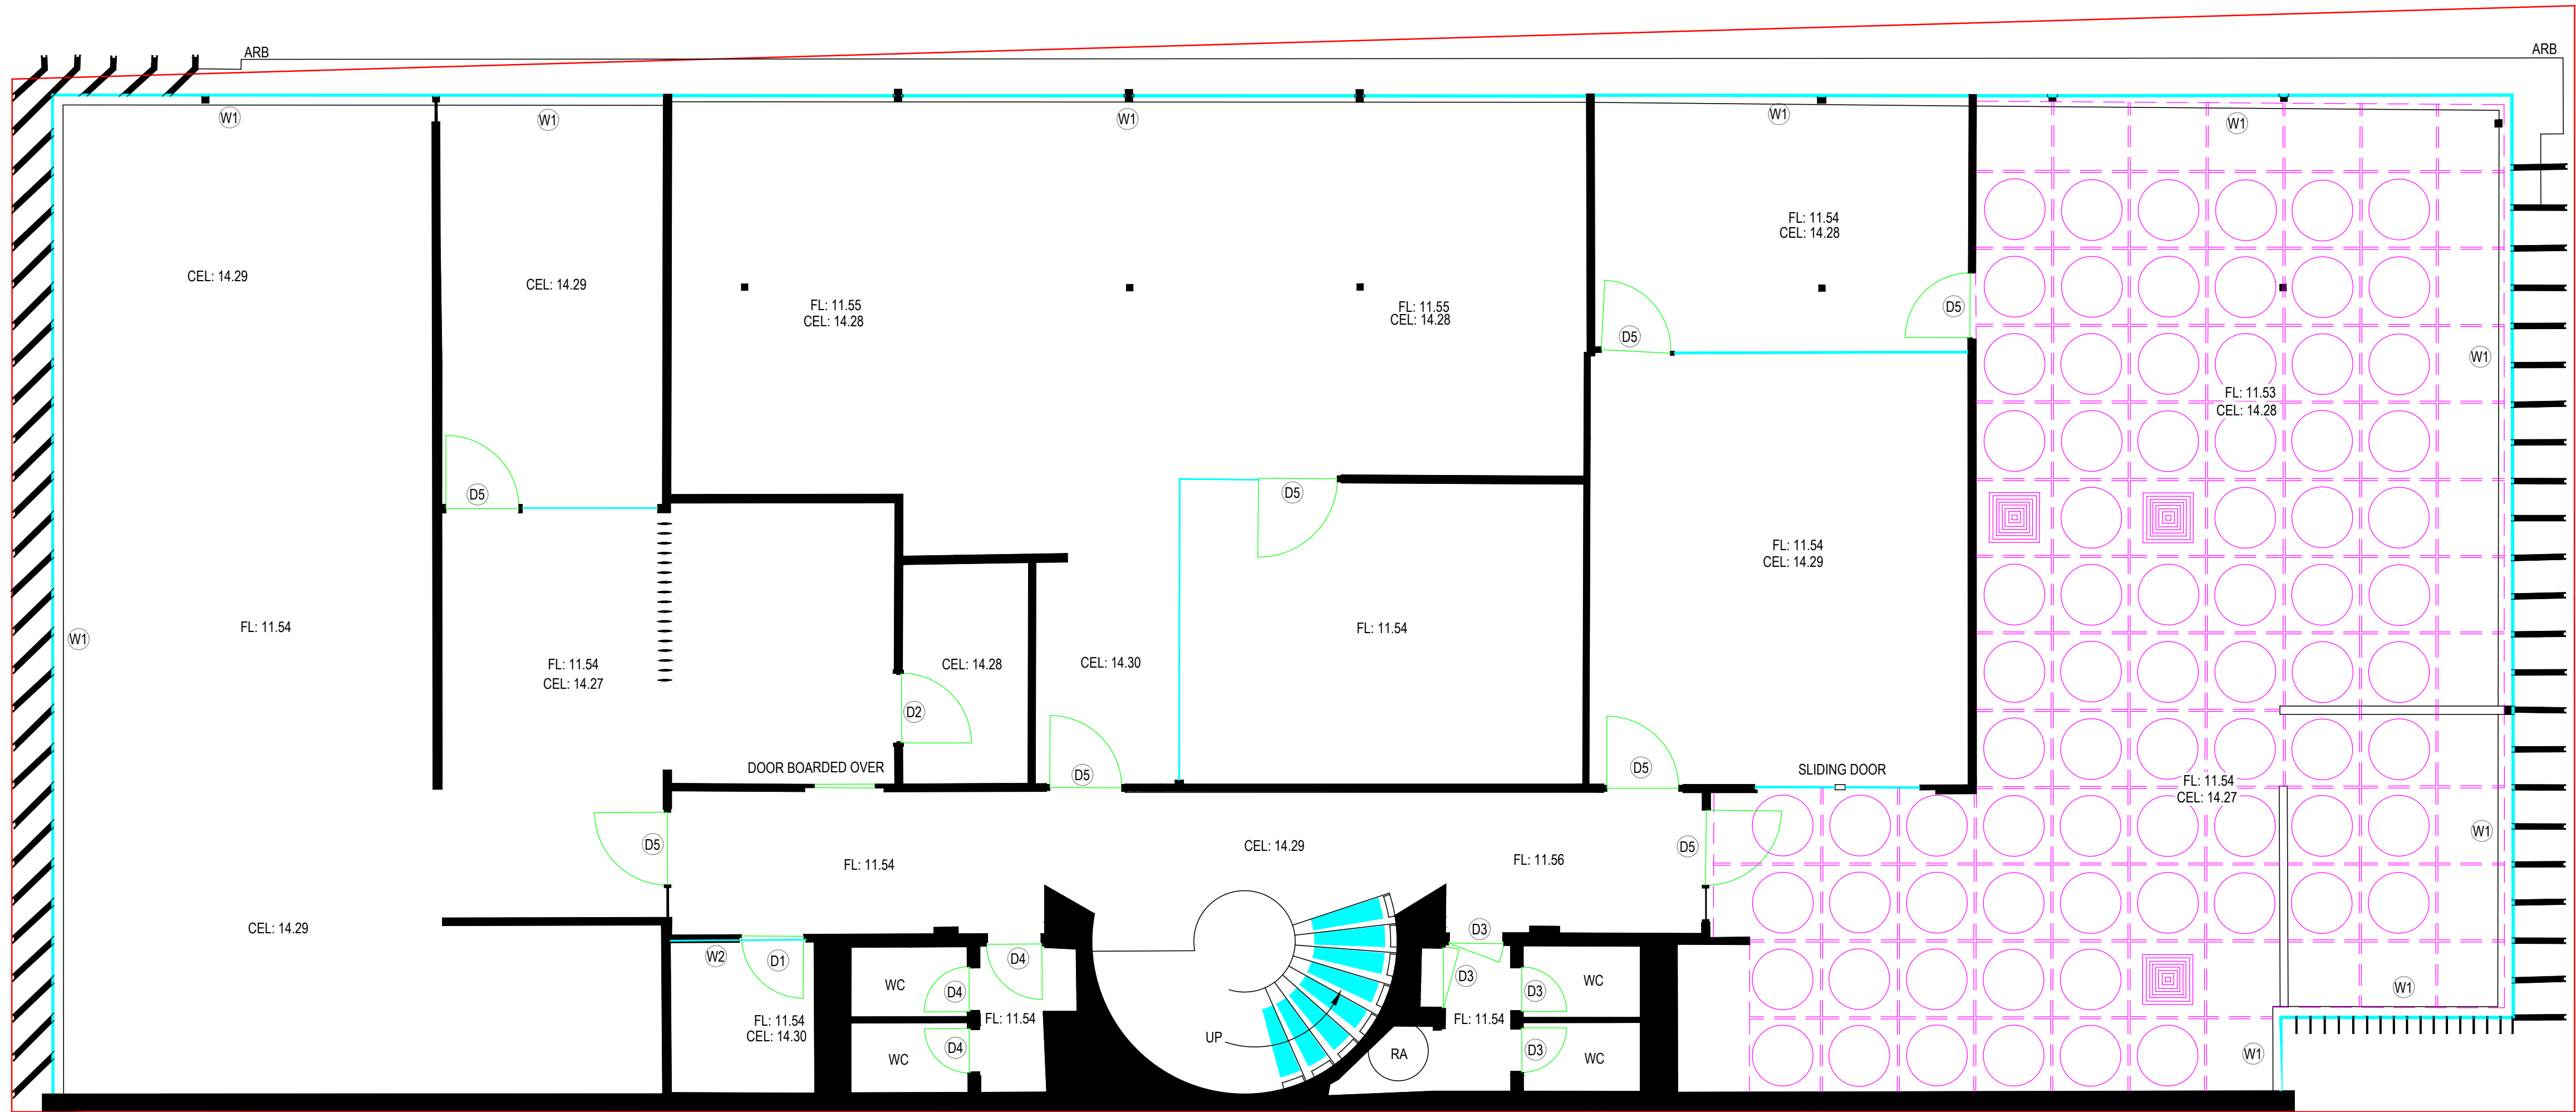 ARB
ARB
W1
W1
W1
W1
W1
FL: 11.54
CEL: 14.28
CEL: 14.29
CEL: 14.29
FL: 11.55
CEL: 14.28
FL: 11.55
CEL: 14.28
D5
D5
W1
FL: 11.53
CEL: 14.28
D5
D5
FL: 11.54
CEL: 14.29
FL: 11.54
FL: 11.54
W1
FL: 11.54
CEL: 14.27
CEL: 14.28
CEL: 14.30
D2
DOOR BOARDED OVER
D5
D5
SLIDING DOOR
FL: 11.54
CEL: 14.27
W1
D5
FL: 11.54
CEL: 14.29
FL: 11.56
D5
CEL: 14.29
W2
D1
D4
D3
D3
WC
D4
WC
D3
W1
FL: 11.54
CEL: 14.30
FL: 11.54
FL: 11.54
UP
RA
WC
D4
D3
WC
W1